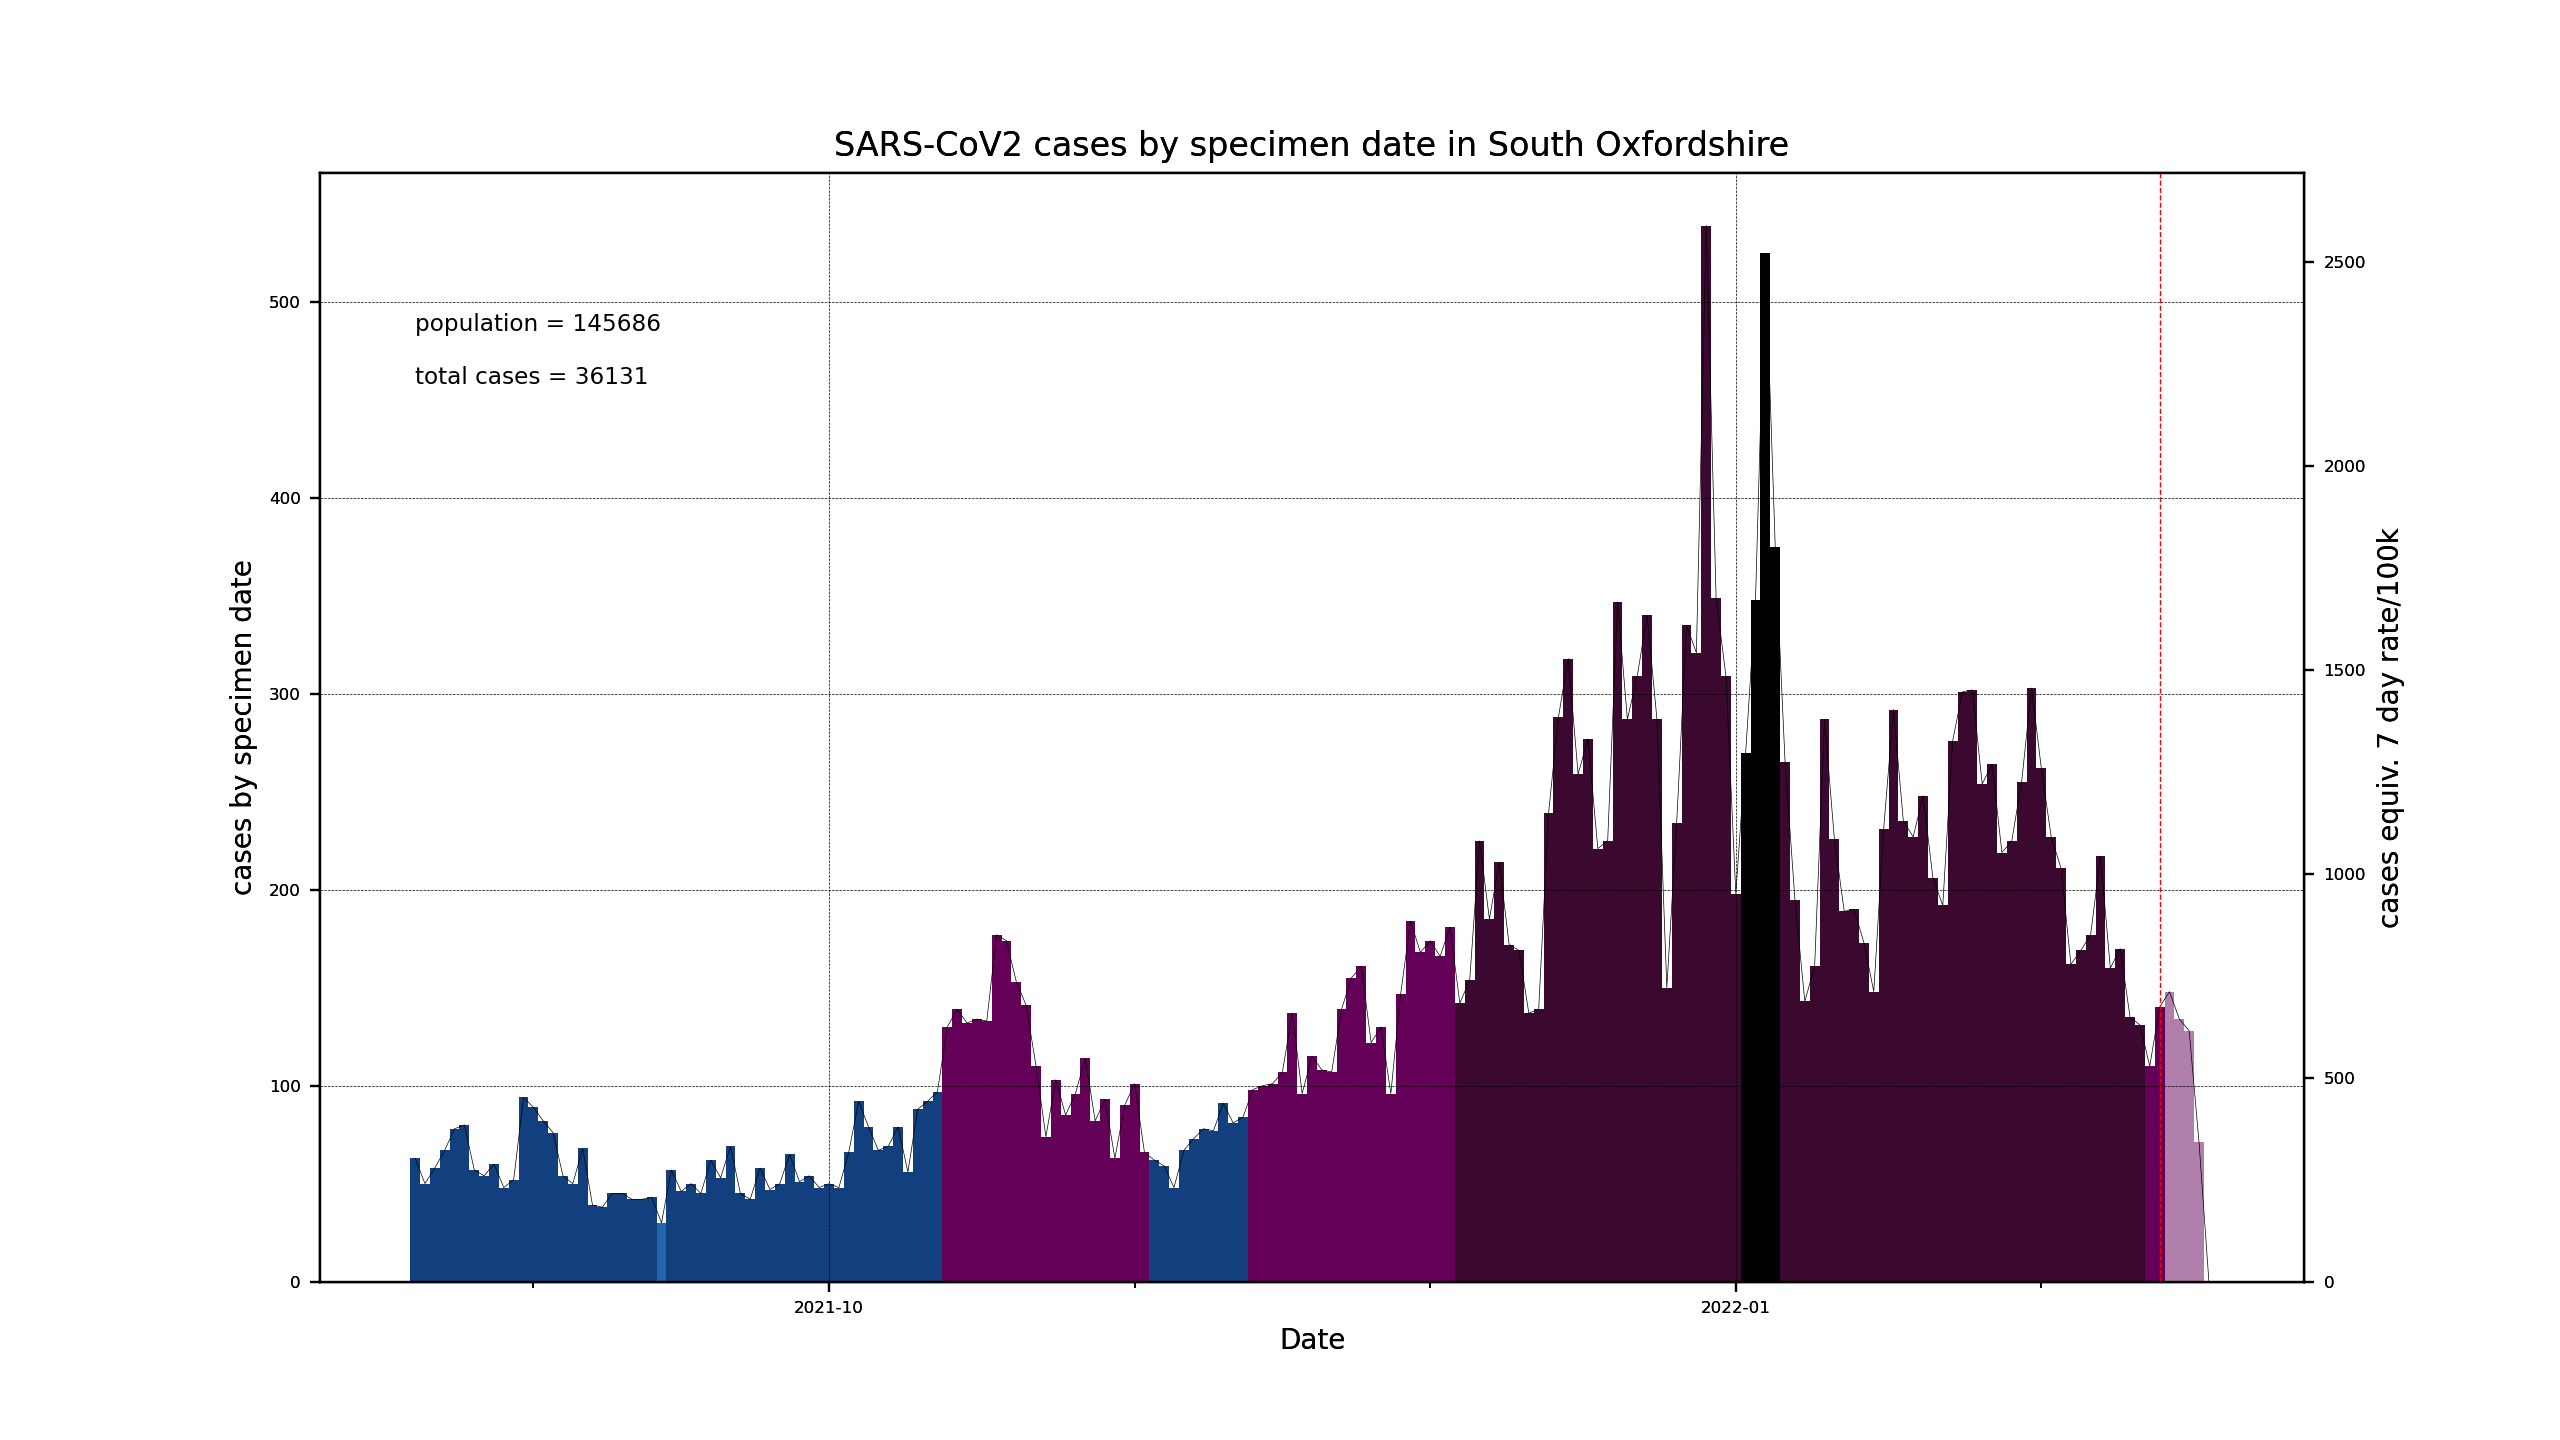 SARS-CoV2 cases by specimen date in South Oxfordshire
population = 145686
total cases = 36131
cases by specimen date
500
400
300
200
100
0
2500
2000
1500
1000
500
0
cases equiv. 7 day rate/100k
2021-10
2022-01
Date